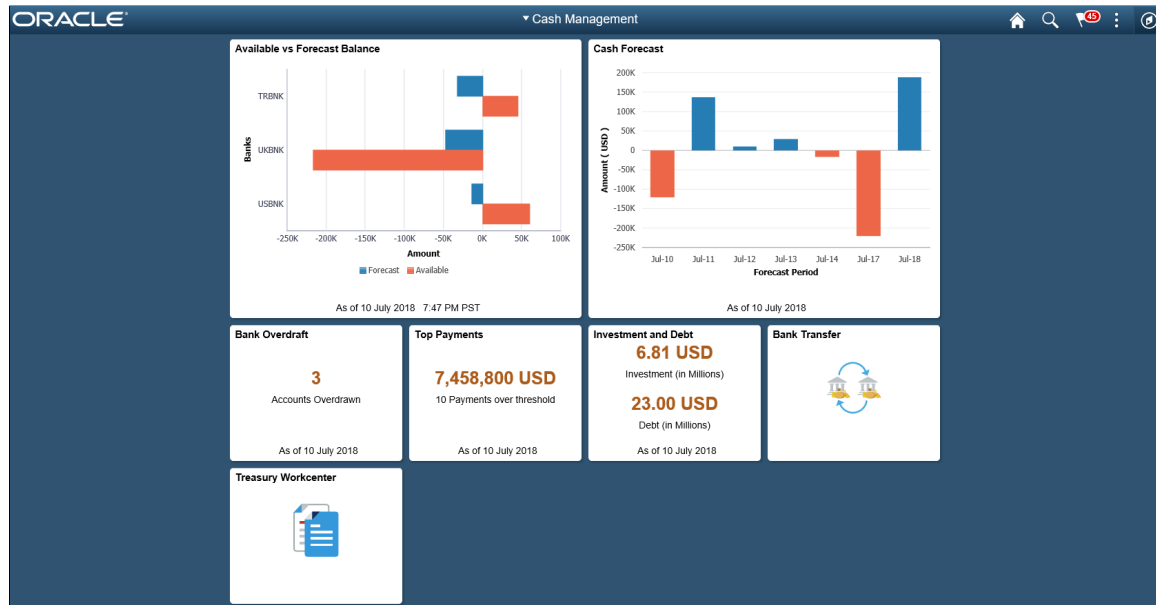 ORACLE
Cash Management
45
Available vs Forecast Balance
Banks
TRBNK
UKBNK
USBNK
-250K -200K -150K -100K -50K 0K 50K 100K
Amount
Forecast Available
As of 10 July 2018 7:47 PM PST
Cash Forecast
Amount ( USD )
200K
150K
100K
50K
0
-50K
-100K
-150K
-200K
-250K
Jul-10 Jul-11 Jul-12 Jul-13 Jul-14 Jul-17 Jul-18
Forecast Period
As of 10 July 2018
Bank Overdraft
3
Accounts Overdrawn
As of 10 July 2018
Top Payments
7,458,800 USD
10 Payments over threshold
As of 10 July 2018
Investment and Debt
6.81 USD
Investment (in Millions)
23.00 USD
Debt (in Millions)
As of 10 July 2018
Bank Transfer
Treasury Workcenter